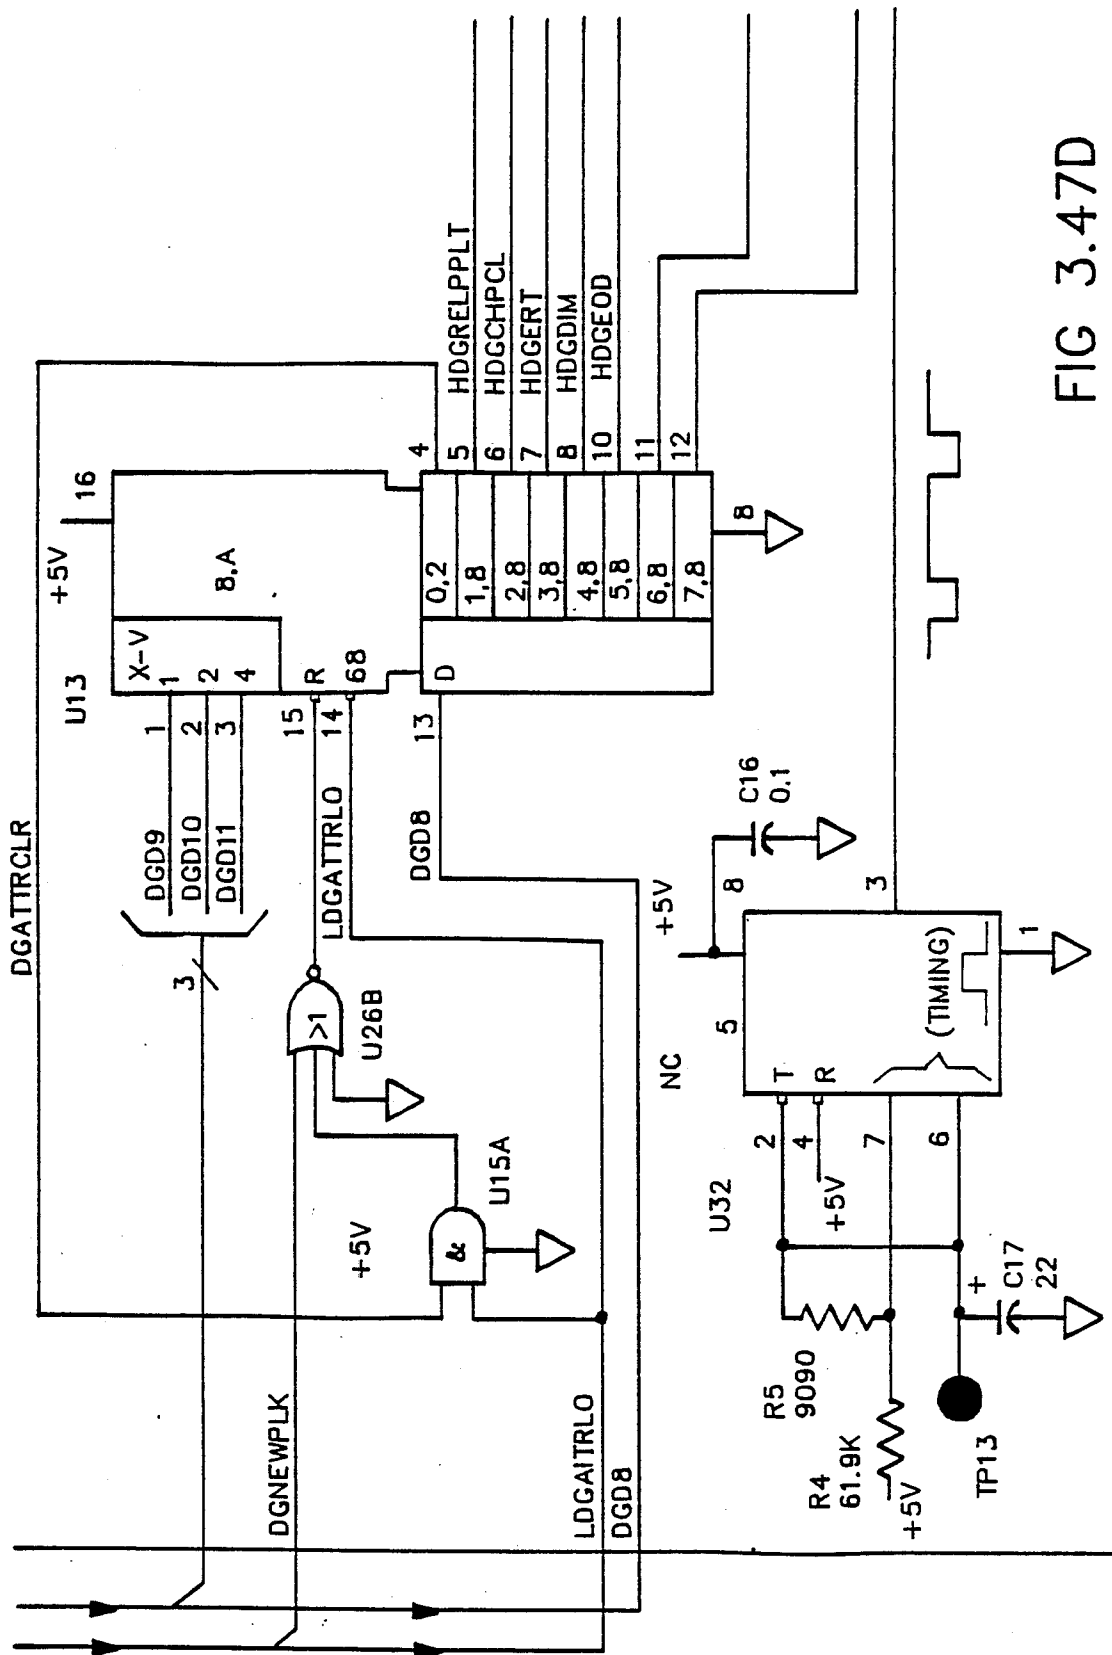 DGATTRCLR
U13
+5V
16
X-V
1
2
4
8,A
DGD9
DGD10
DGD11
1
2
3
3
15
R
14
G8
LDGATTRLO
13
D
DGD8
0,2
1,8
2,8
3,8
4,8
5,8
6,8
7,8
4
5
HDGRELPPLT
6
HDGCHPCL
7
HDGERT
8
HDGDIM
10
HDGEOD
11
12
8
DGNEWPLK
>1
U26B
+5V
&
U15A
LDGAITRLO
DGD8
NC
5
+5V
8
C16
0.1
U32
2
T
4
R
+5V
7
6
(TIMING)
3
1
R5
9090
R4
61.9K
+5V
TP13
+
C17
22
FIG 3.47D